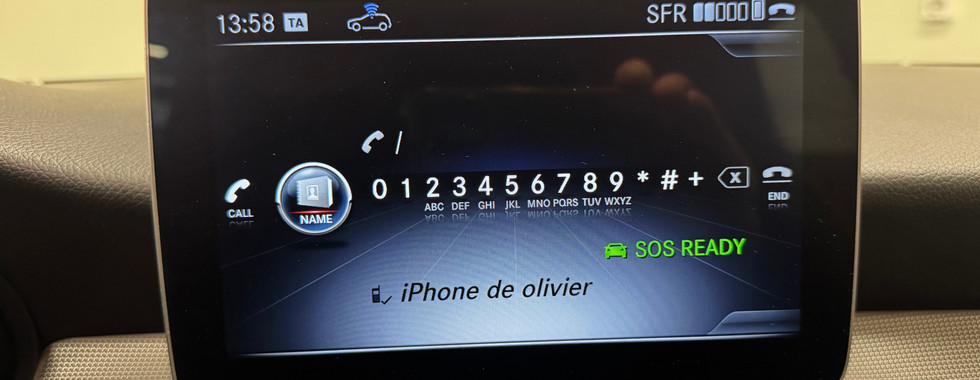 13:58 TA SFR
CALL NAME 0 1 2 3 4 5 6 7 8 9 * # + X END
ABC DEF GHI JKL MNO PQRS TUV WXYZ
SOS READY
iPhone de olivier